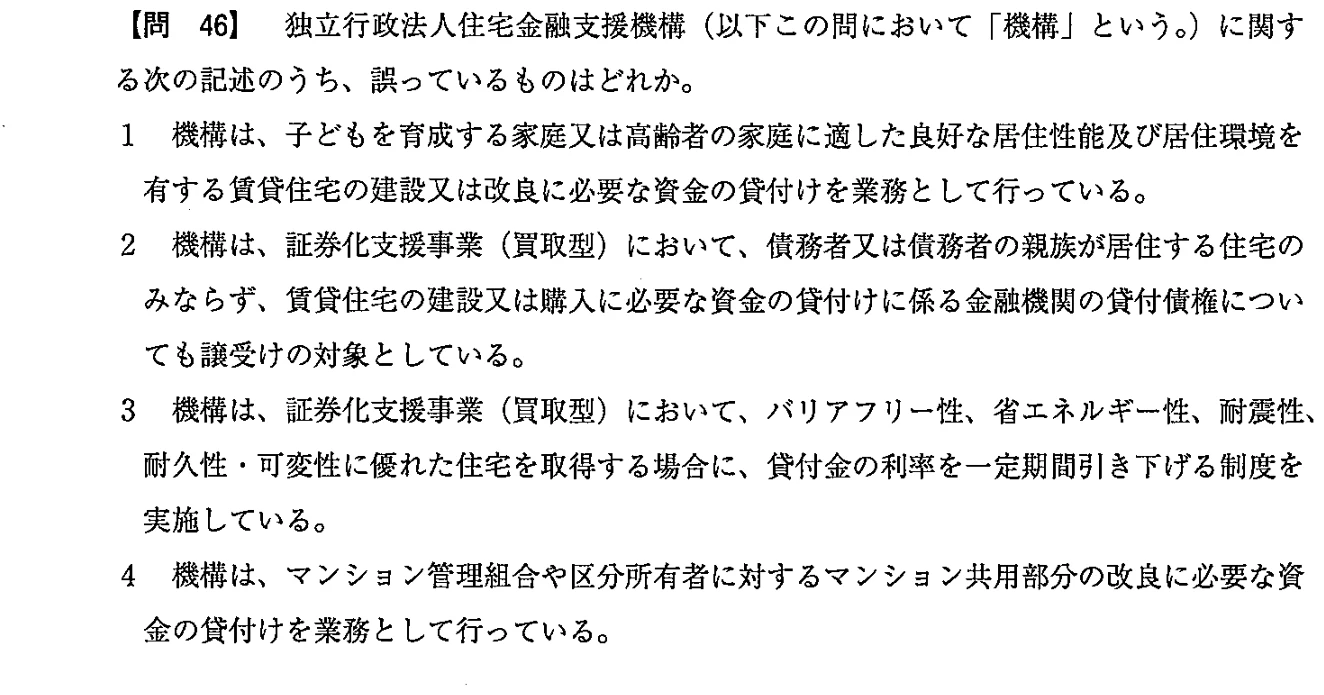 【問　46】　独立行政法人住宅金融支援機構（以下この問において「機構」という。）に関す
る次の記述のうち、誤っているものはどれか。
1　機構は、子どもを育成する家庭又は高齢者の家庭に適した良好な居住性能及び居住環境を
有する賃貸住宅の建設又は改良に必要な資金の貸付けを業務として行っている。
2　機構は、証券化支援事業（買取型）において、債務者又は債務者の親族が居住する住宅の
みならず、賃貸住宅の建設又は購入に必要な資金の貸付けに係る金融機関の貸付債権につい
ても譲受けの対象としている。
3　機構は、証券化支援事業（買取型）において、バリアフリー性、省エネルギー性、耐震性、
耐久性・可変性に優れた住宅を取得する場合に、貸付金の利率を一定期間引き下げる制度を
実施している。
4　機構は、マンション管理組合や区分所有者に対するマンション共用部分の改良に必要な資
金の貸付けを業務として行っている。